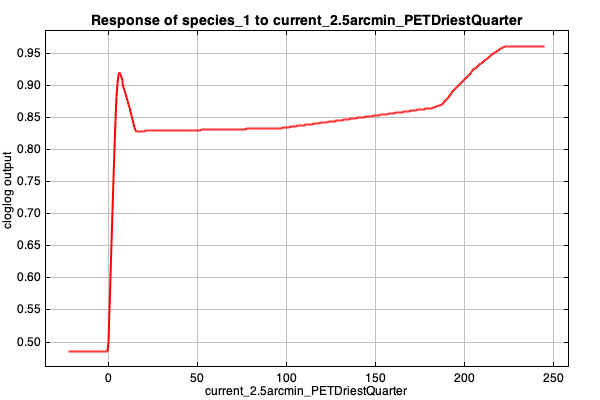 Response of species_1 to current_2.5arcmin_PETDriestQuarter
cloglog output
0.95
0.90
0.85
0.80
0.75
0.70
0.65
0.60
0.55
0.50
0 50 100 150 200 250
current_2.5arcmin_PETDriestQuarter